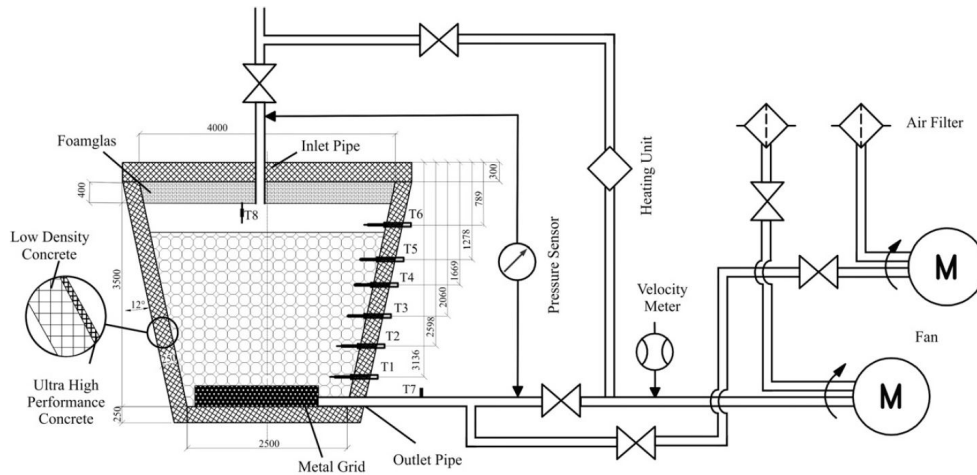 4000
Foamglas
Inlet Pipe
Air Filter
300
400
789
T8
T6
Heating Unit
Low Density
Concrete
T5
1278
T4
1669
3500
Pressure Sensor
M
12°
T3
2060
Velocity
Meter
T2
2598
Fan
T1
3136
Ultra High
Performance
Concrete
T7
M
250
2500
Metal Grid
Outlet Pipe